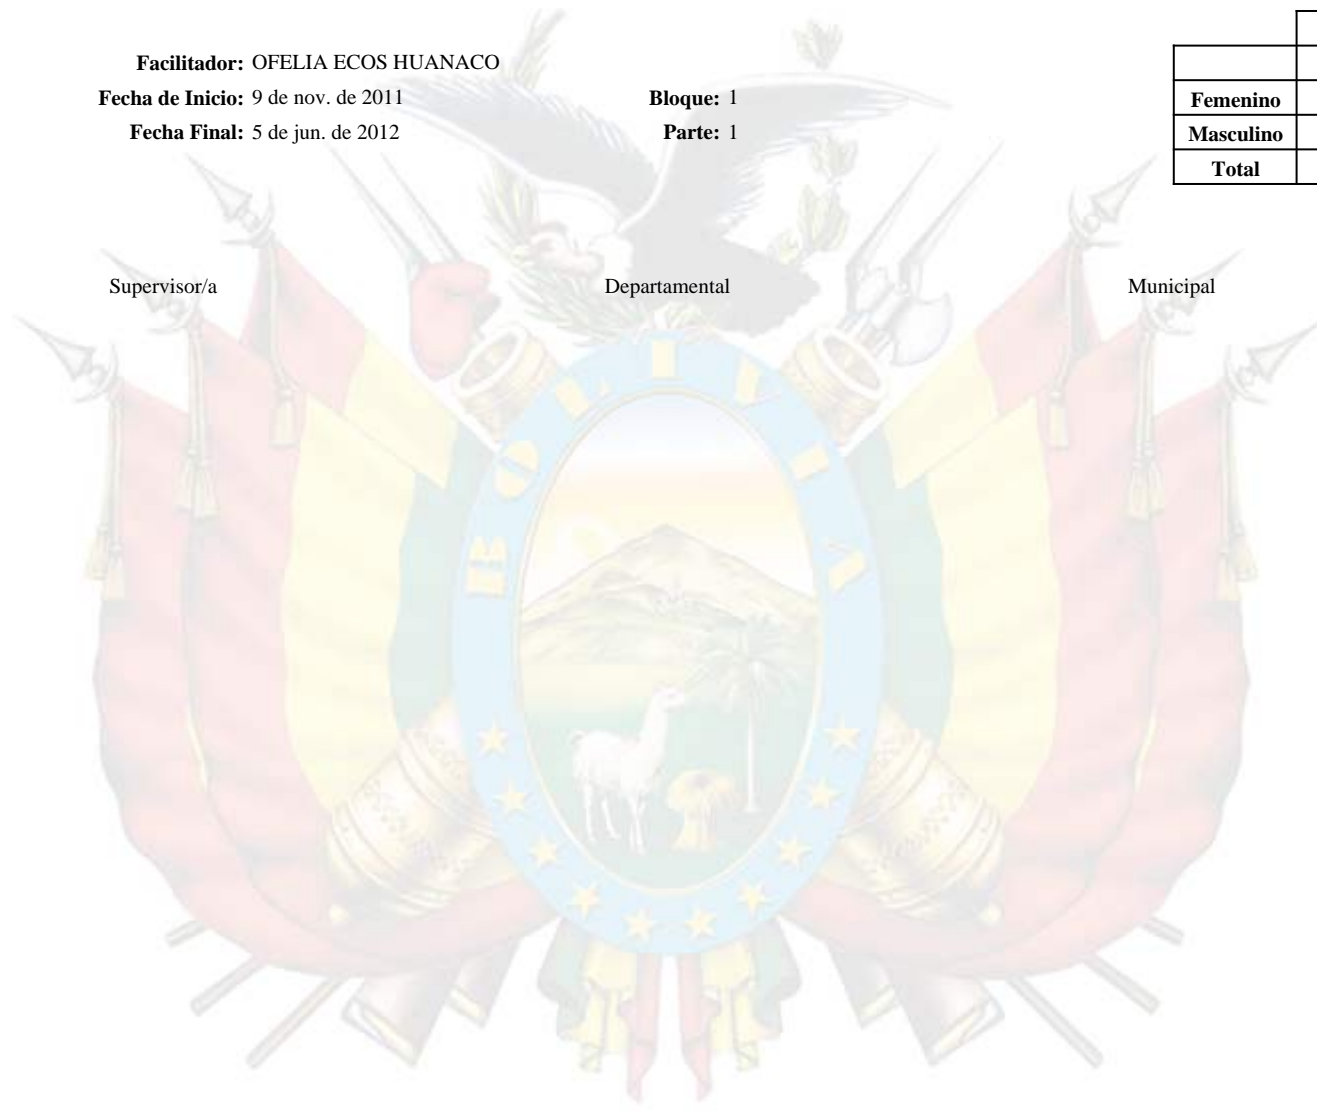 Facilitador: OFELIA ECOS HUANACO
Fecha de Inicio: 9 de nov. de 2011
Bloque: 1
Femenino
Fecha Final: 5 de jun. de 2012
Parte: 1
Masculino
Total
Supervisor/a
Departamental
Municipal
BOLIVIA